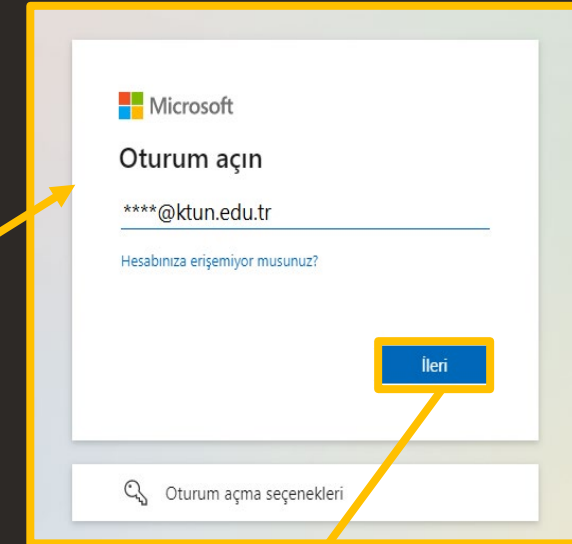 Microsoft
Oturum açın
****@ktun.edu.tr
Hesabınıza erişemiyor musunuz?
İleri
Oturum açma seçenekleri